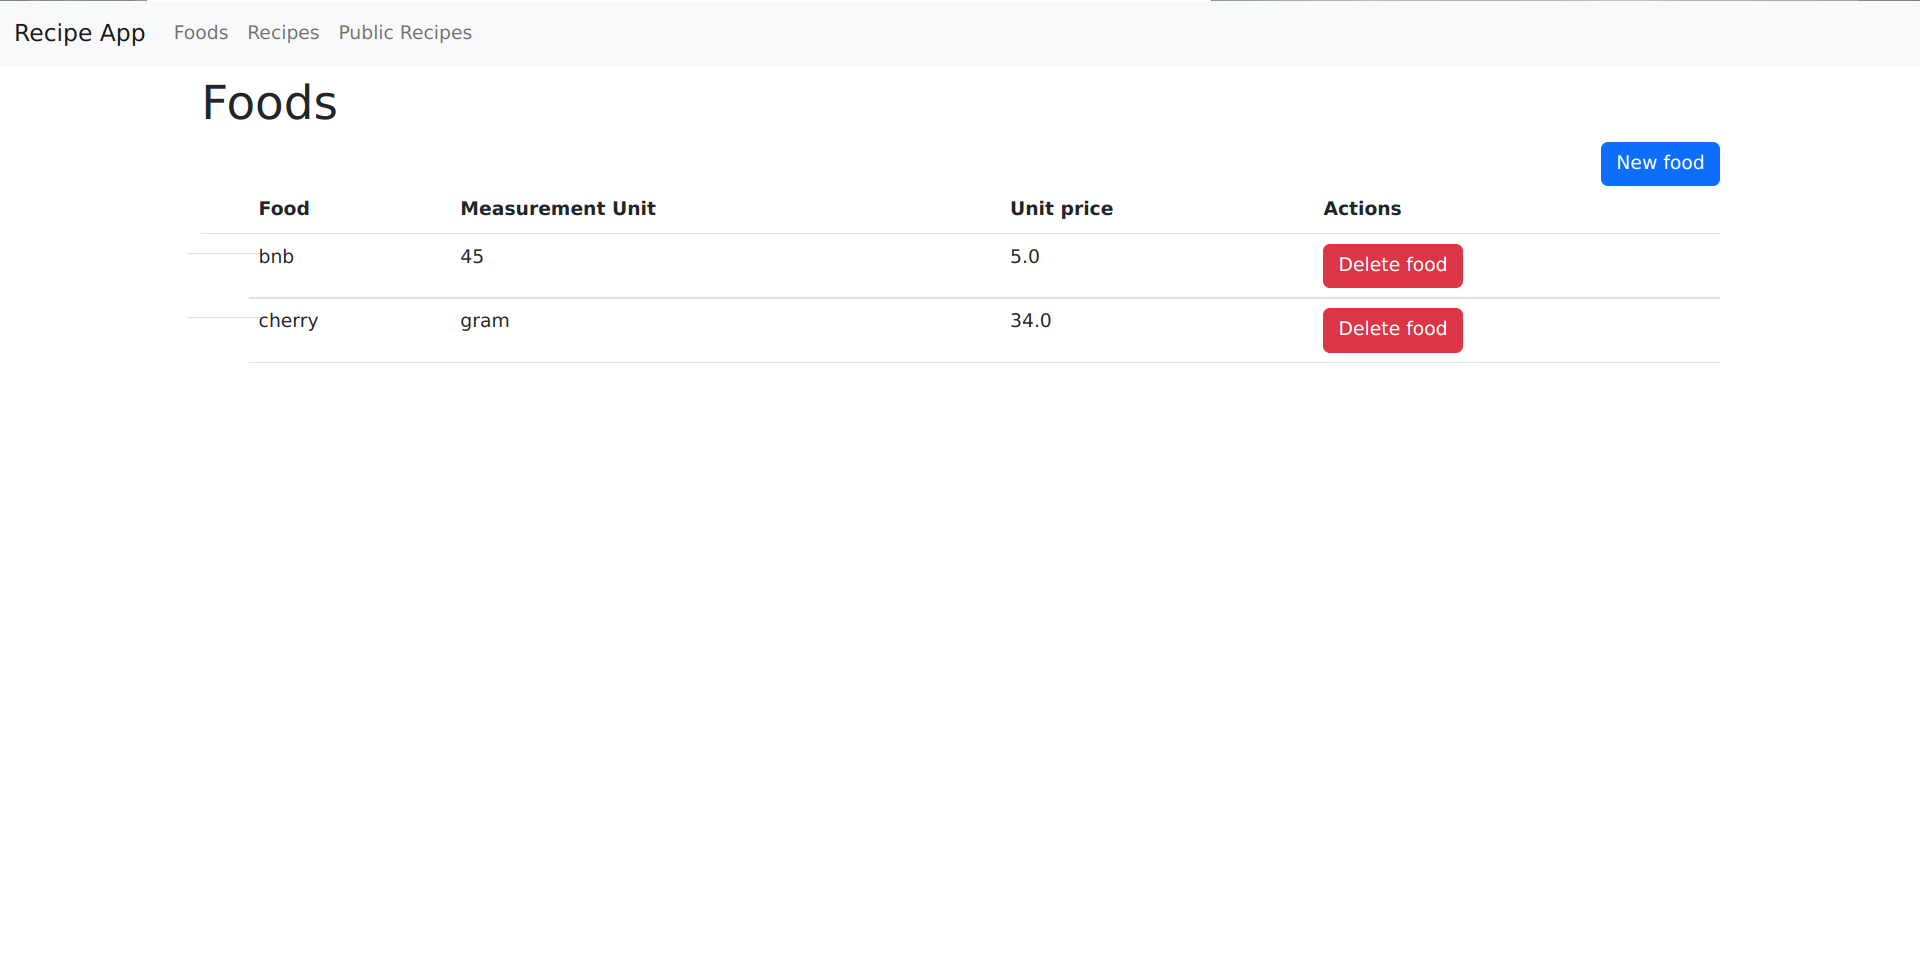 Recipe App Foods Recipes Public Recipes
Foods
New food
Food Measurement Unit Unit price Actions
bnb 45 5.0 Delete food
cherry gram 34.0 Delete food